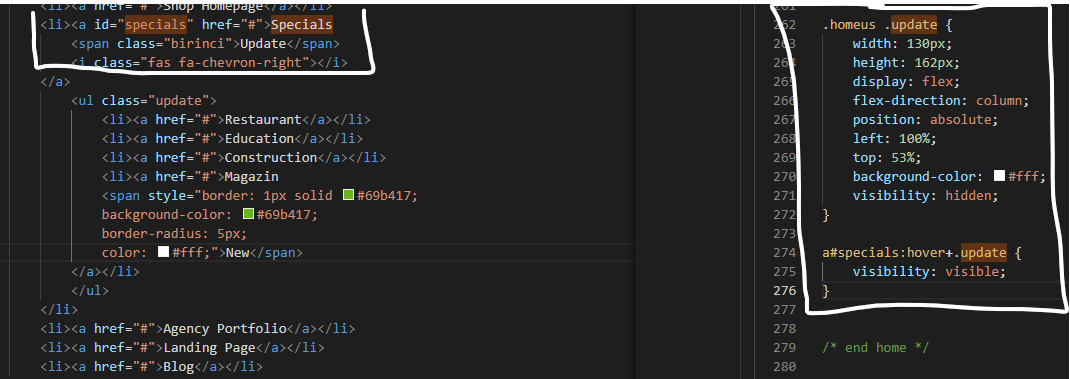 <li><a href="#">Shop Homepage</a></li>
<li><a id="specials" href="#">Specials
<span class="birinci">Update</span>
<i class="fas fa-chevron-right"></i>
</a>
<ul class="update">
<li><a href="#">Restaurant</a></li>
<li><a href="#">Education</a></li>
<li><a href="#">Construction</a></li>
<li><a href="#">Magazin
<span style="border: 1px solid #69b417;
background-color: #69b417;
border-radius: 5px;
color: #fff;">New</span>
</a></li>
</ul>
</li>
<li><a href="#">Agency Portfolio</a></li>
<li><a href="#">Landing Page</a></li>
<li><a href="#">Blog</a></li>
261
262 .homeus .update {
263 width: 130px;
264 height: 162px;
265 display: flex;
266 flex-direction: column;
267 position: absolute;
268 left: 100%;
269 top: 53%;
270 background-color: #fff;
271 visibility: hidden;
272 }
273
274 a#specials:hover+.update {
275 visibility: visible;
276 }
277
278
279 /* end home */
280